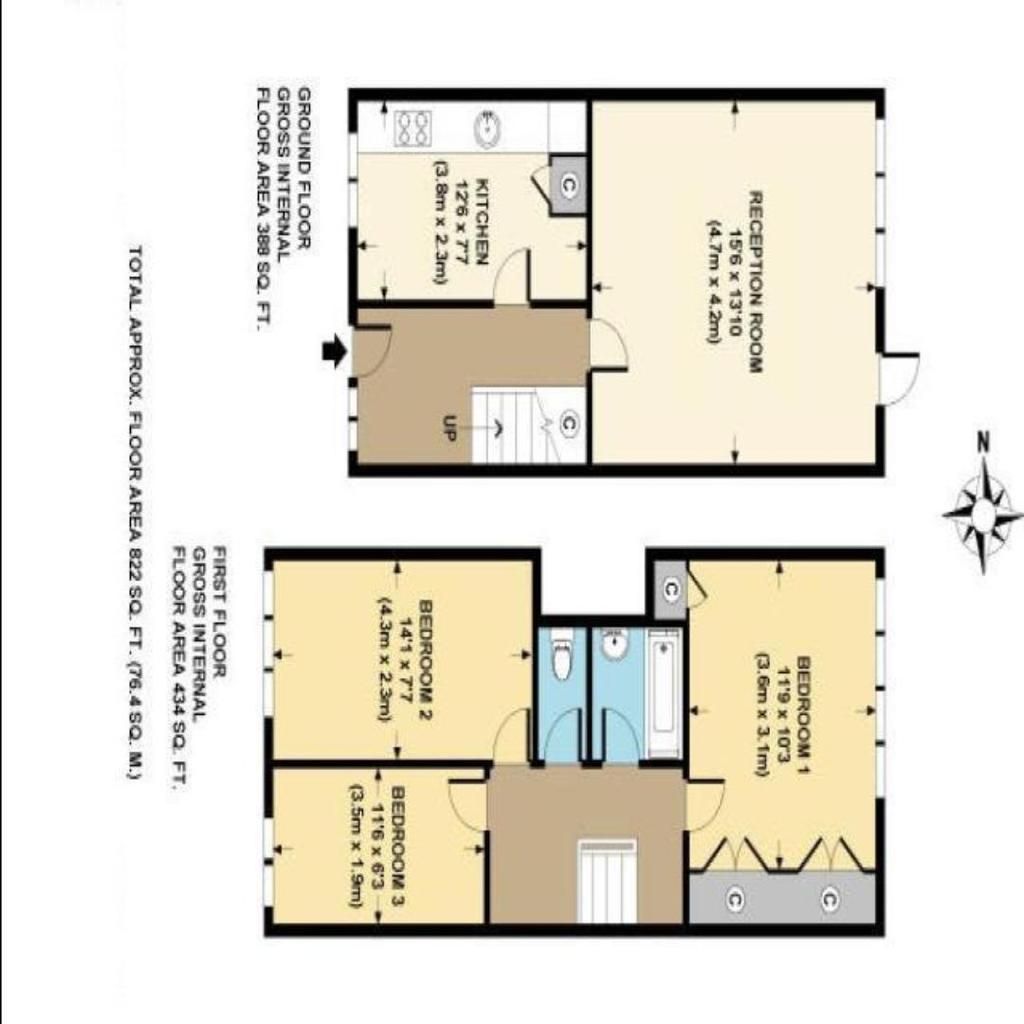 RECEPTION ROOM
15'6 x 13'10
(4.7m x 4.2m)
KITCHEN
12'6 x 7'7
(3.8m x 2.3m)
C
C
UP
GROUND FLOOR
GROSS INTERNAL
FLOOR AREA 388 SQ. FT.
N
BEDROOM 1
11'9 x 10'3
(3.6m x 3.1m)
C
C
C
BEDROOM 2
14'1 x 7'7
(4.3m x 2.3m)
BEDROOM 3
11'6 x 6'3
(3.5m x 1.9m)
FIRST FLOOR
GROSS INTERNAL
FLOOR AREA 434 SQ. FT.
TOTAL APPROX. FLOOR AREA 822 SQ. FT. (76.4 SQ. M.)